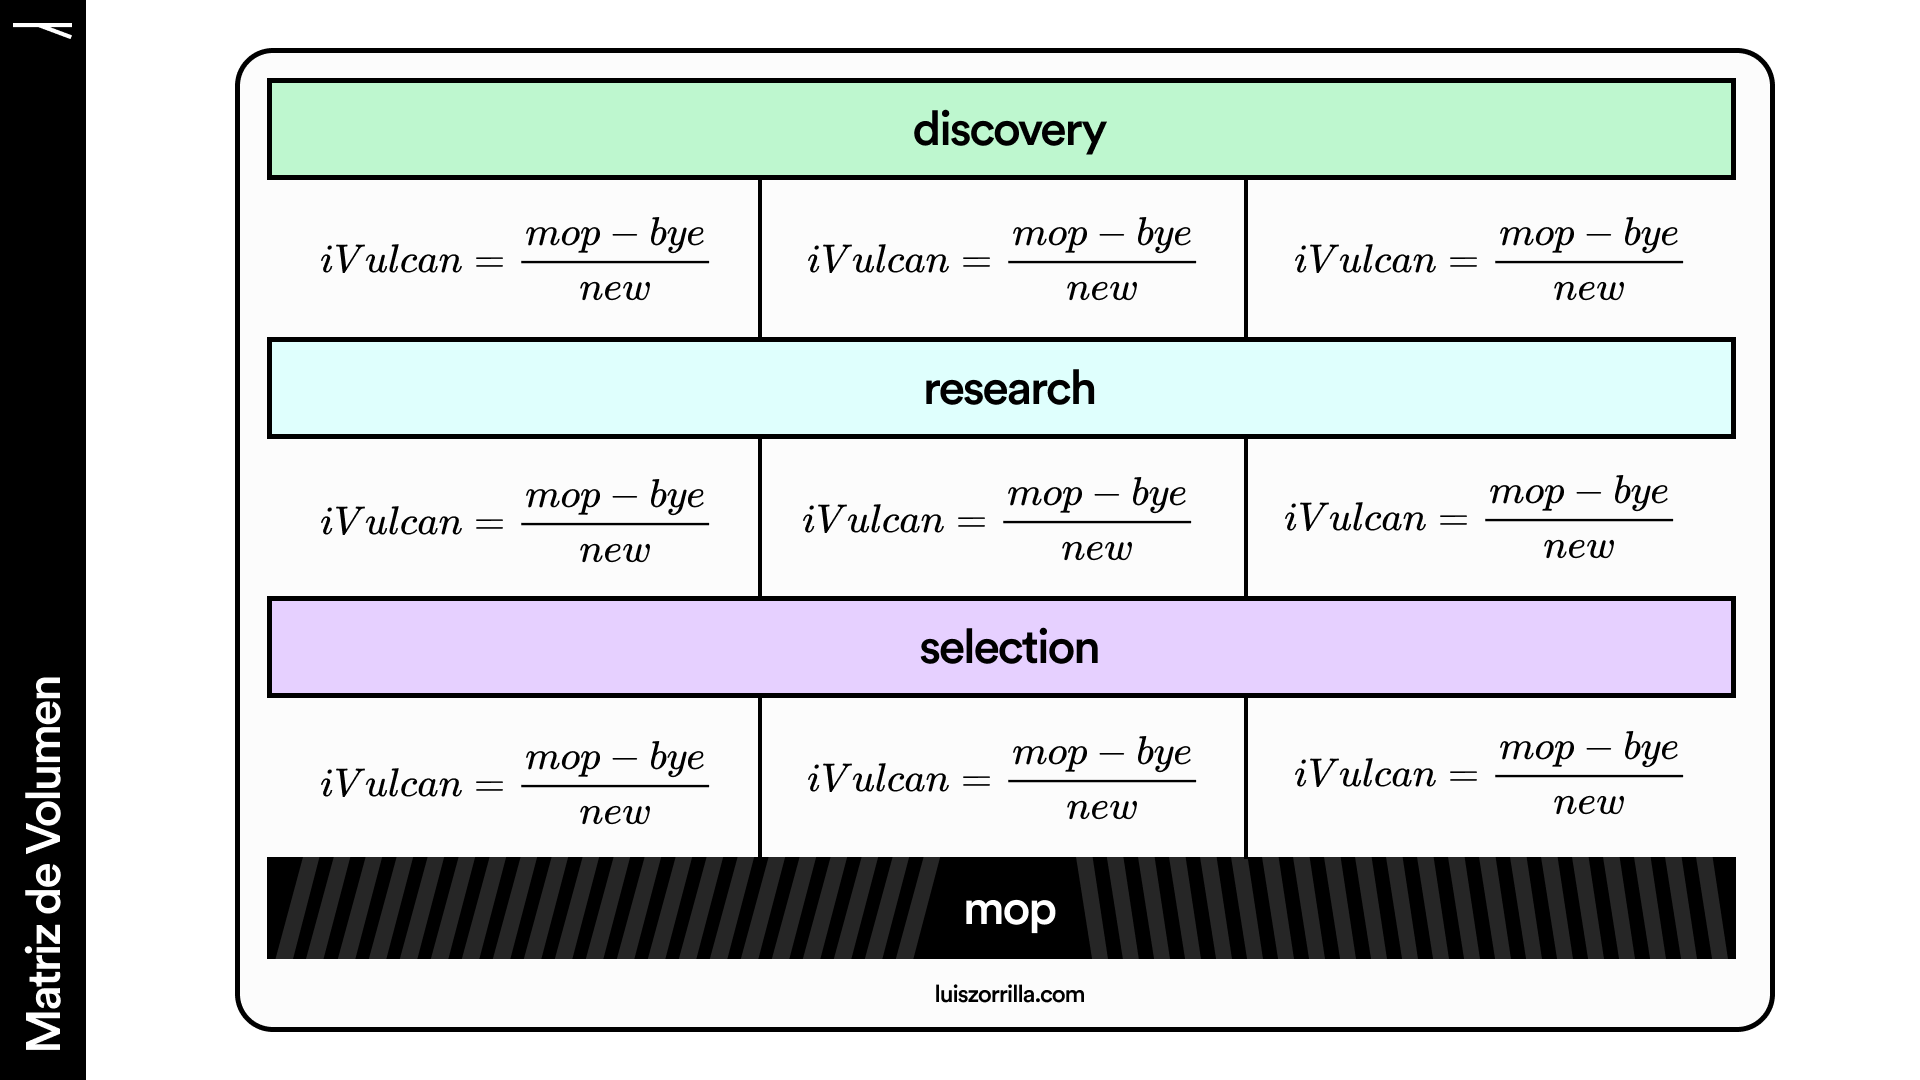 Matriz de Volumen
discovery
iVulcan = \frac{mop - bye}{new}
iVulcan = \frac{mop - bye}{new}
iVulcan = \frac{mop - bye}{new}
research
iVulcan = \frac{mop - bye}{new}
iVulcan = \frac{mop - bye}{new}
iVulcan = \frac{mop - bye}{new}
selection
iVulcan = \frac{mop - bye}{new}
iVulcan = \frac{mop - bye}{new}
iVulcan = \frac{mop - bye}{new}
mop
luiszorrilla.com